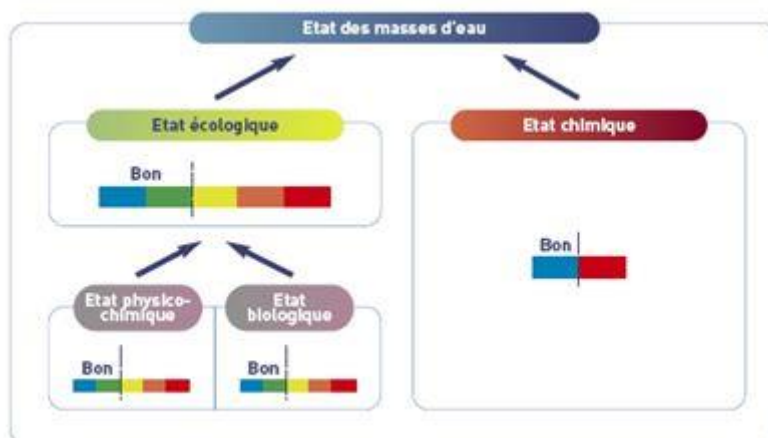 Etat des masses d'eau
Etat écologique
Etat chimique
Bon
Bon
Etat physico-
chimique
Etat
biologique
Bon
Bon